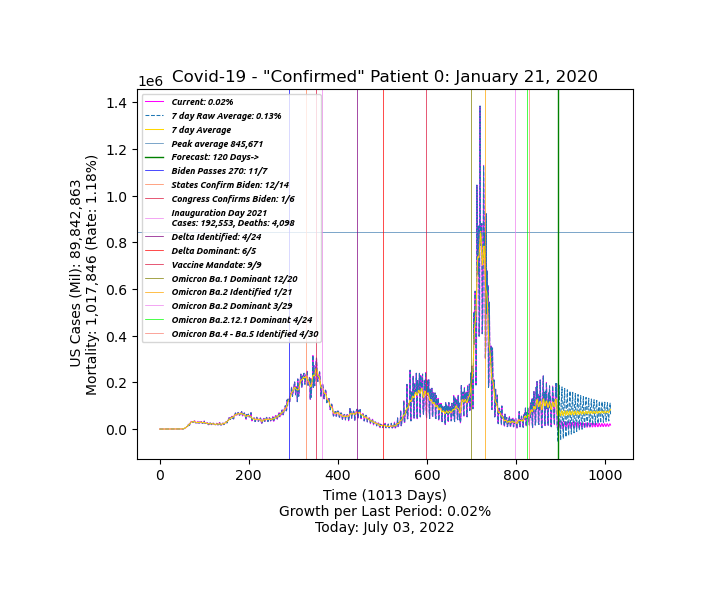 Covid-19 - "Confirmed" Patient 0: January 21, 2020
1e6
1.4
1.2
1.0
0.8
0.6
0.4
0.2
0.0
US Cases (Mil): 89,842,863
Mortality: 1,017,846 (Rate: 1.18%)
Current: 0.02%
7 day Raw Average: 0.13%
7 day Average
Peak average 845,671
Forecast: 120 Days->
Biden Passes 270: 11/7
States Confirm Biden: 12/14
Congress Confirms Biden: 1/6
Inauguration Day 2021
Cases: 192,553, Deaths: 4,098
Delta Identified: 4/24
Delta Dominant: 6/5
Vaccine Mandate: 9/9
Omicron Ba.1 Dominant 12/20
Omicron Ba.2 Identified 1/21
Omicron Ba.2 Dominant 3/29
Omicron Ba.2.12.1 Dominant 4/24
Omicron Ba.4 - Ba.5 Identified 4/30
0 200 400 600 800 1000
Time (1013 Days)
Growth per Last Period: 0.02%
Today: July 03, 2022